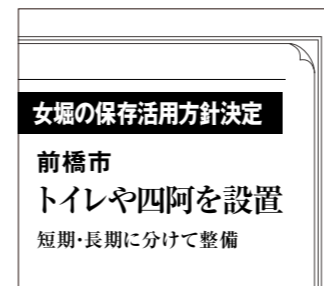 女堀の保存活用方針決定
前橋市
トイレや四阿を設置
短期・長期に分けて整備